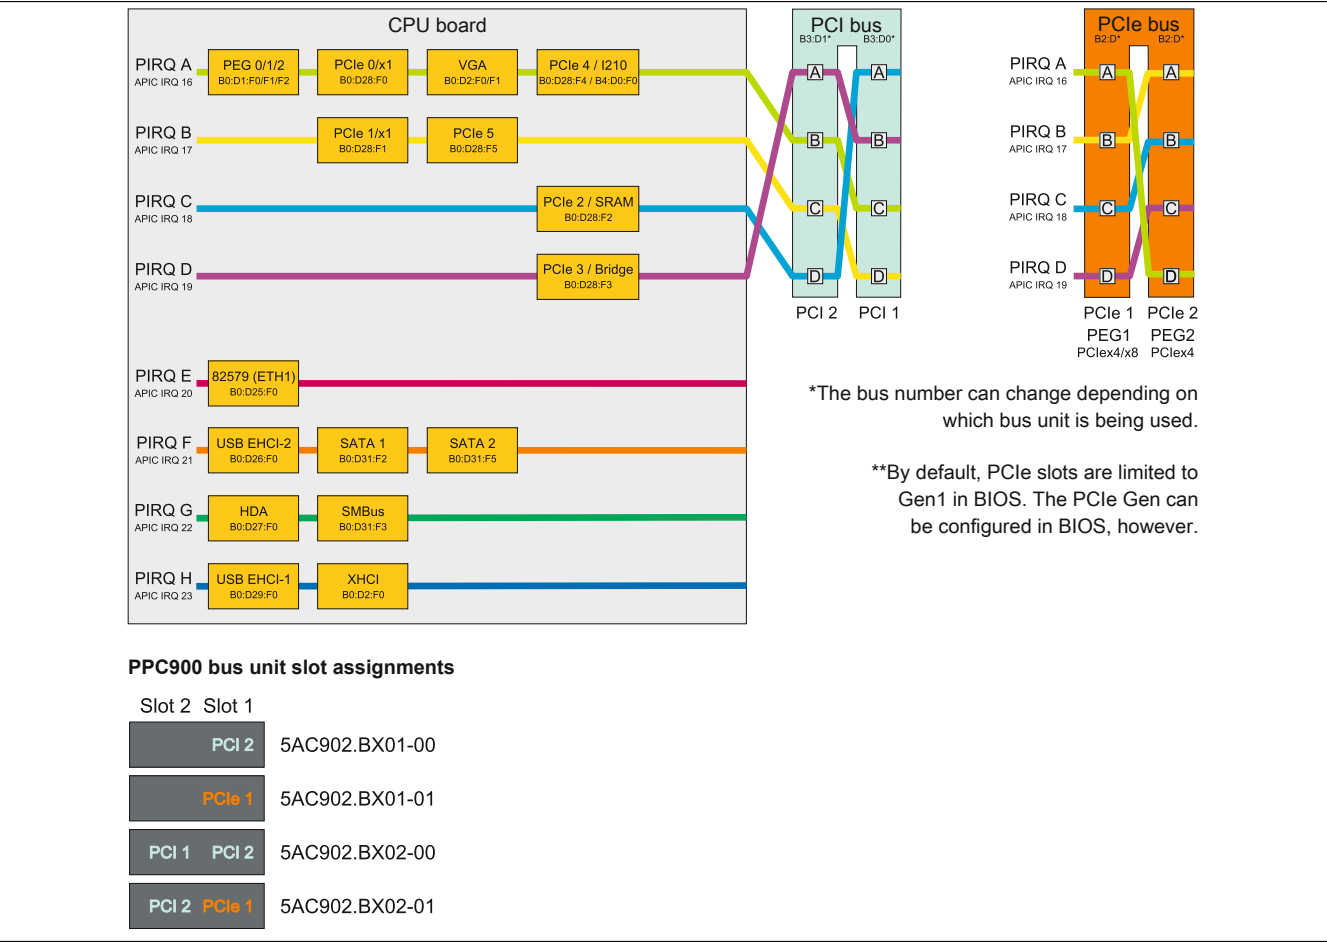 CPU board
PIRQ A
APIC IRQ 16
PEG 0/1/2
B0:D1:F0/F1/F2
PCIe 0/x1
B0:D28:F0
VGA
B0:D2:F0/F1
PCIe 4 / I210
B0:D28:F4 / B4:D0:F0
PIRQ B
APIC IRQ 17
PCIe 1/x1
B0:D28:F1
PCIe 5
B0:D28:F5
PIRQ C
APIC IRQ 18
PCIe 2 / SRAM
B0:D28:F2
PIRQ D
APIC IRQ 19
PCIe 3 / Bridge
B0:D28:F3
PIRQ E
APIC IRQ 20
82579 (ETH1)
B0:D25:F0
PIRQ F
APIC IRQ 21
USB EHCI-2
B0:D26:F0
SATA 1
B0:D31:F2
SATA 2
B0:D31:F5
PIRQ G
APIC IRQ 22
HDA
B0:D27:F0
SMBus
B0:D31:F3
PIRQ H
APIC IRQ 23
USB EHCI-1
B0:D29:F0
XHCI
B0:D2:F0
PCI bus
B3:D1* B3:D0*
A A
B B
C C
D D
PCI 2 PCI 1
PCIe bus
B2:D* B2:D*
PIRQ A
APIC IRQ 16
A A
PIRQ B
APIC IRQ 17
B B
PIRQ C
APIC IRQ 18
C C
PIRQ D
APIC IRQ 19
D D
PCIe 1 PCIe 2
PEG1 PEG2
PCIex4/x8 PCIex4
*The bus number can change depending on
which bus unit is being used.
**By default, PCIe slots are limited to
Gen1 in BIOS. The PCIe Gen can
be configured in BIOS, however.
PPC900 bus unit slot assignments
Slot 2 Slot 1
PCI 2 5AC902.BX01-00
PCIe 1 5AC902.BX01-01
PCI 1 PCI 2 5AC902.BX02-00
PCI 2 PCIe 1 5AC902.BX02-01